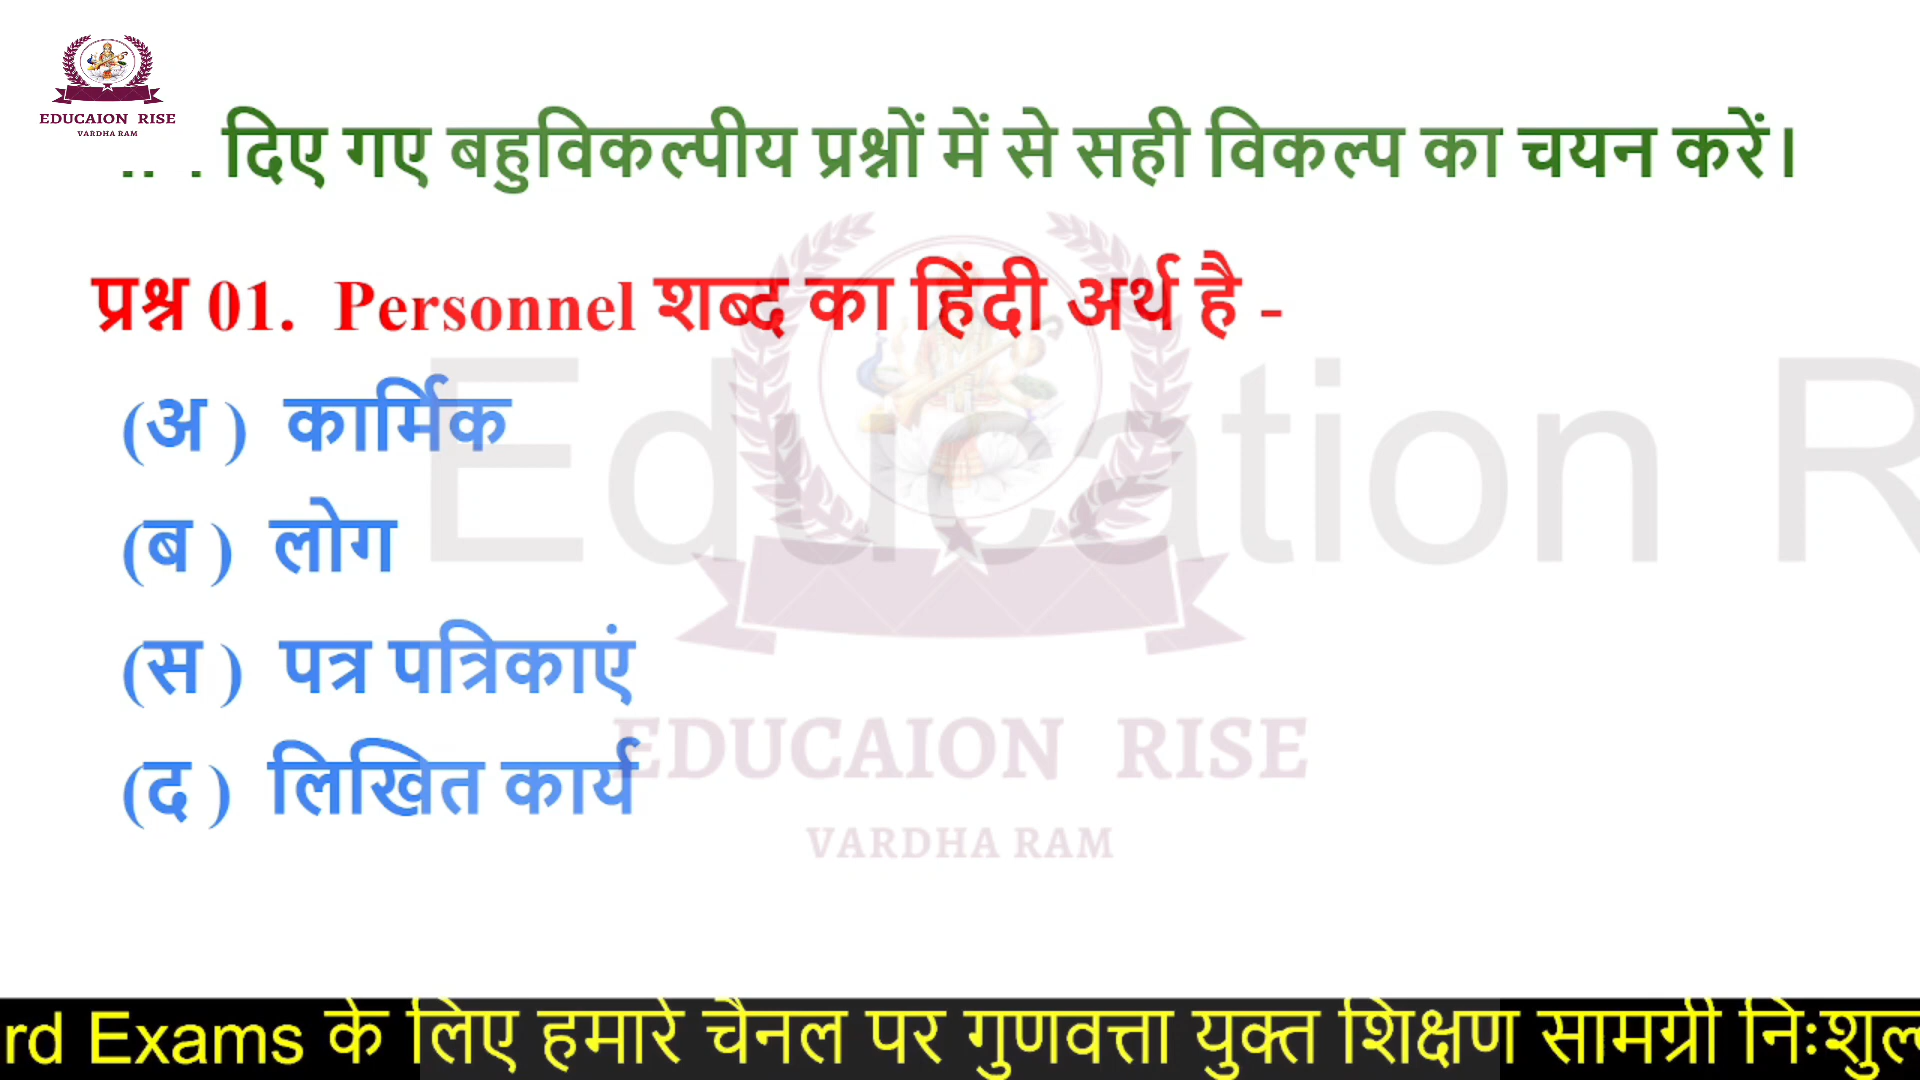 EDUCAION RISE
VARDHA RAM
दिए गए बहुविकल्पीय प्रश्नों में से सही विकल्प का चयन करें।
प्रश्न 01. Personnel शब्द का हिंदी अर्थ है -
(अ ) कार्मिक
(ब ) लोग
(स ) पत्र पत्रिकाएं
(द ) लिखित कार्य
Education R
EDUCAION RISE
VARDHA RAM
rd Exams के लिए हमारे चैनल पर गुणवत्ता युक्त शिक्षण सामग्री निःशुल्